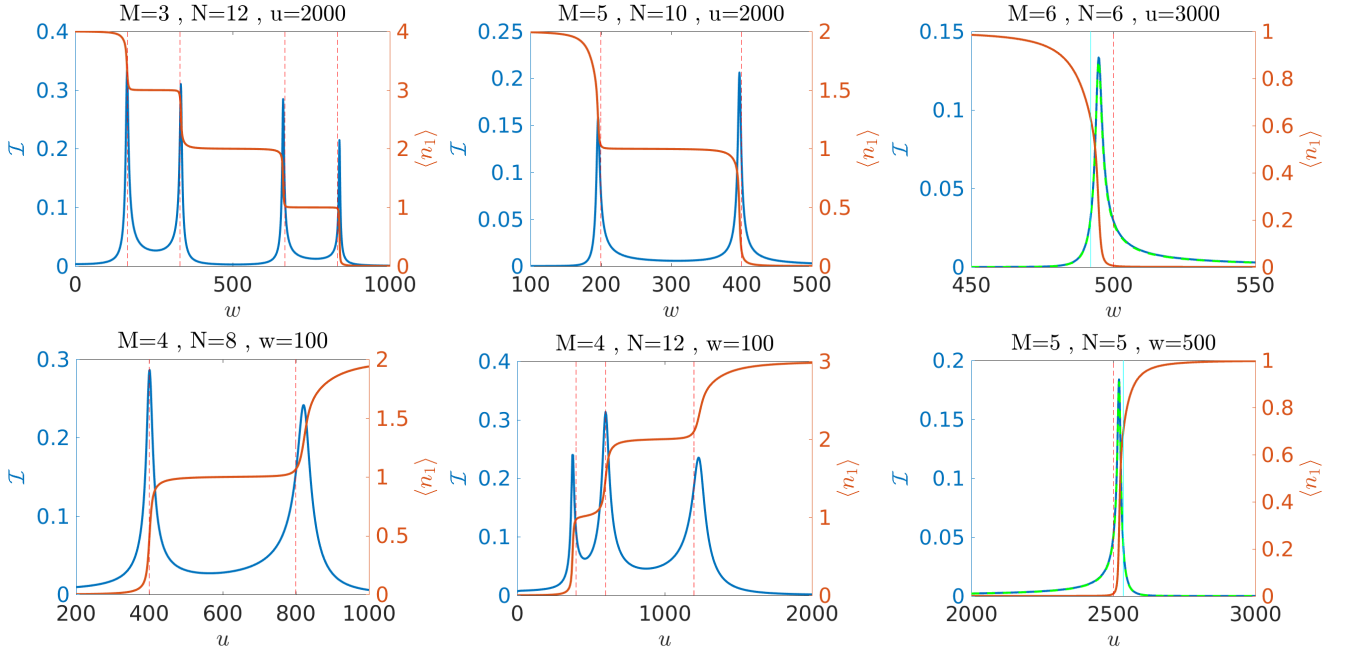 M=3 , N=12 , u=2000
0.4
0.3
0.2
0.1
0
ℐ
4
3
2
1
0
⟨n₁⟩
0 500 1000
w
M=5 , N=10 , u=2000
0.25
0.2
0.15
0.1
0.05
0
ℐ
2
1.5
1
0.5
0
⟨n₁⟩
100 200 300 400 500
w
M=6 , N=6 , u=3000
0.15
0.1
0.05
0
ℐ
1
0.8
0.6
0.4
0.2
0
⟨n₁⟩
450 500 550
w
M=4 , N=8 , w=100
0.3
0.2
0.1
0
ℐ
2
1.5
1
0.5
0
⟨n₁⟩
200 400 600 800 1000
u
M=4 , N=12 , w=100
0.4
0.3
0.2
0.1
0
ℐ
3
2
1
0
⟨n₁⟩
0 1000 2000
u
M=5 , N=5 , w=500
0.2
0.15
0.1
0.05
0
ℐ
1
0.8
0.6
0.4
0.2
0
⟨n₁⟩
2000 2500 3000
u